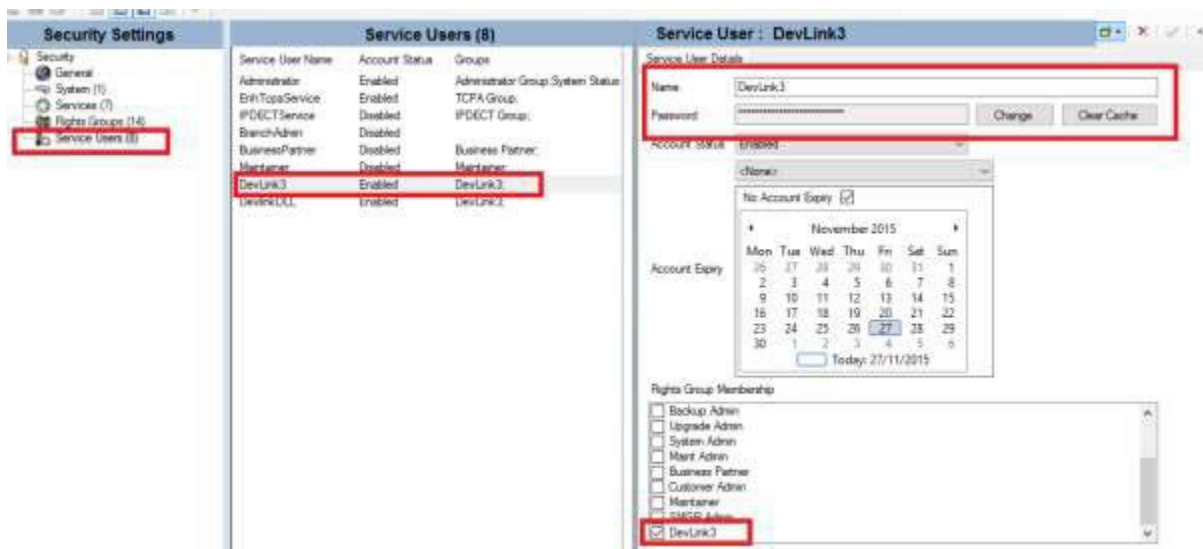 Security Settings
Security
General
System (1)
Services (7)
Rights Groups (14)
Service Users (8)
Service Users (8)
Service User Name Account Status Groups
Administrator Enabled Administrator Group;System Status
EnhTcpaService Enabled TCPA Group;
IPDECTService Disabled IPDECT Group;
BranchAdmin Disabled
BusinessPartner Disabled Business Partner;
Maintainer Disabled Maintainer;
DevLink3 Enabled DevLink3;
Enabled DevLink3;
Service User : DevLink3
Service User Details
Name DevLink3
Password Change Clear Cache
Account Status Enabled
<None>
No Account Expiry
Account Expiry
November 2015
Mon Tue Wed Thu Fri Sat Sun
26 27 28 29 30 31 1
2 3 4 5 6 7 8
9 10 11 12 13 14 15
16 17 18 19 20 21 22
23 24 25 26 27 28 29
30 1 2 3 4 5 6
Today: 27/11/2015
Rights Group Membership
Backup Admin
Upgrade Admin
System Admin
Maint Admin
Business Partner
Customer Admin
Maintainer
SMGR Admin
DevLink3